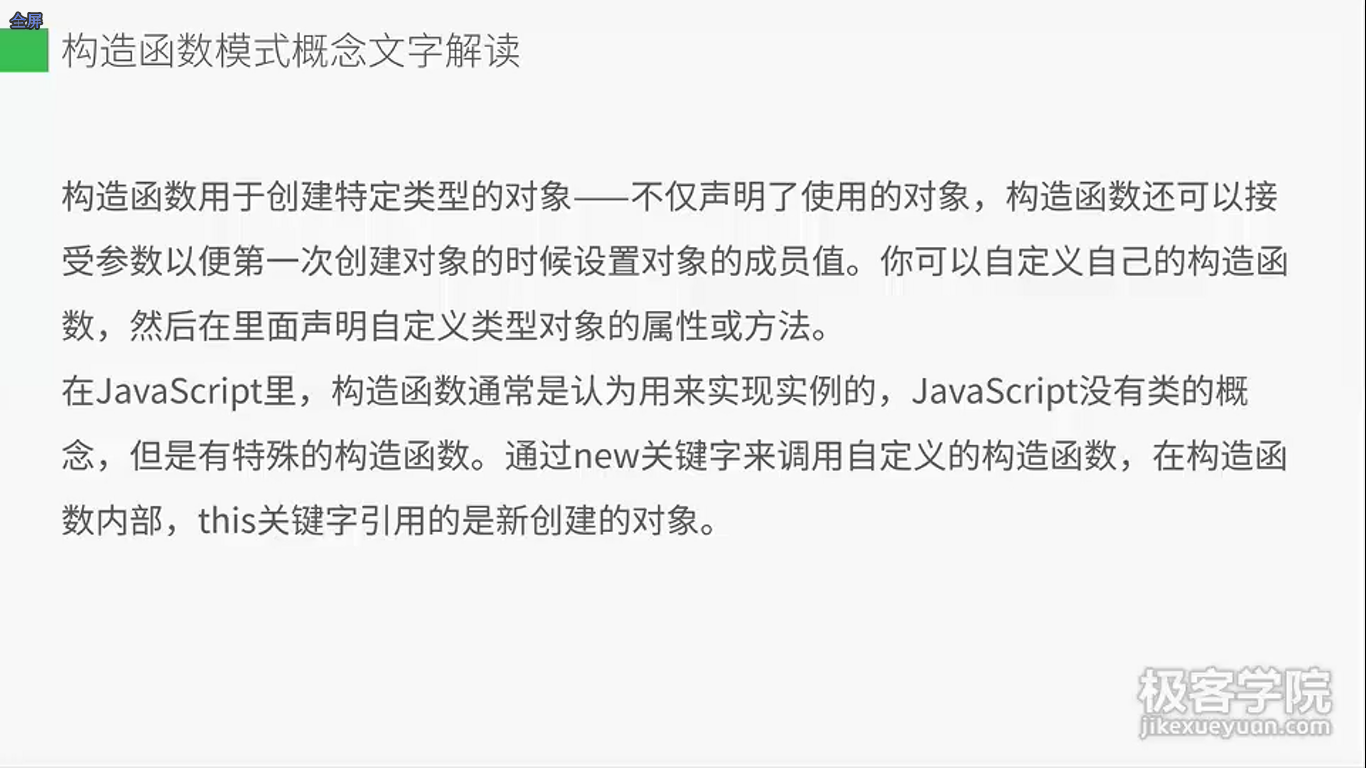 全屏
构造函数模式概念文字解读
构造函数用于创建特定类型的对象——不仅声明了使用的对象，构造函数还可以接
受参数以便第一次创建对象的时候设置对象的成员值。你可以自定义自己的构造函
数，然后在里面声明自定义类型对象的属性或方法。
在JavaScript里，构造函数通常是认为用来实现实例的，JavaScript没有类的概
念，但是有特殊的构造函数。通过new关键字来调用自定义的构造函数，在构造函
数内部，this关键字引用的是新创建的对象。
极客学院
jikexueyuan.com